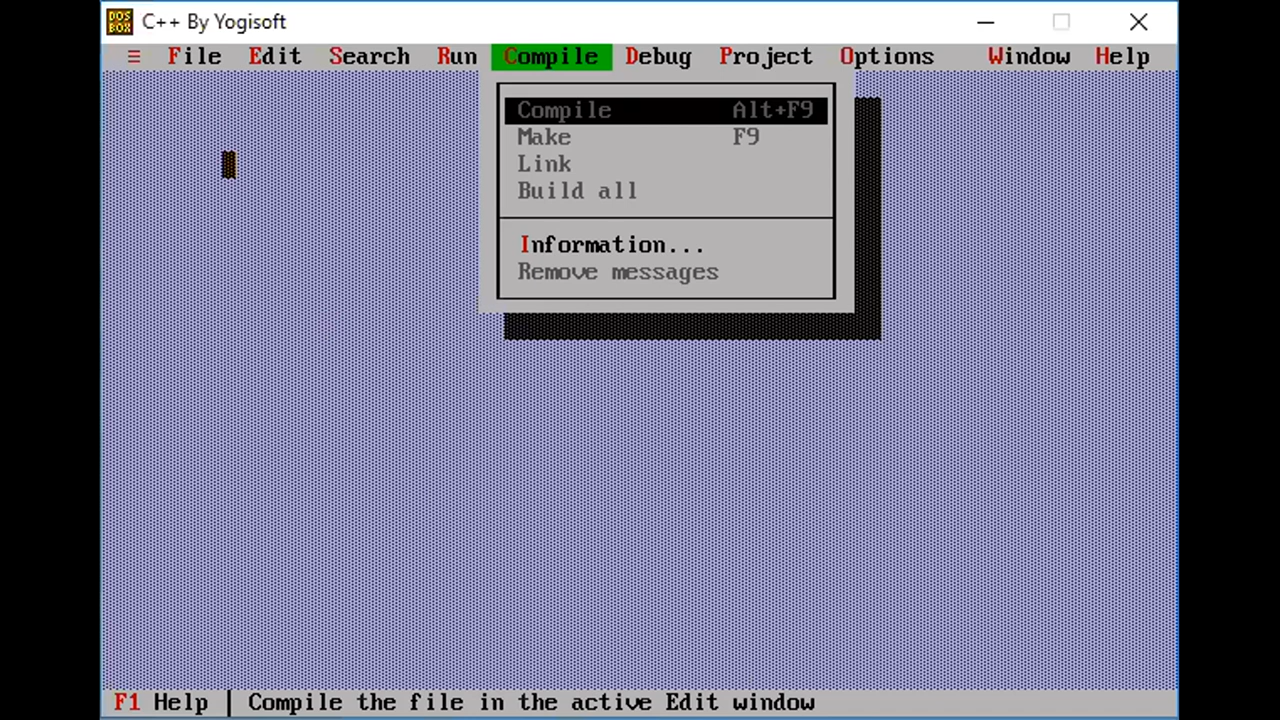 DOS BOX C++ By Yogisoft
≡ File Edit Search Run Compile Debug Project Options Window Help
Compile Alt+F9
Make F9
Link
Build all
Information...
Remove messages
F1 Help | Compile the file in the active Edit window